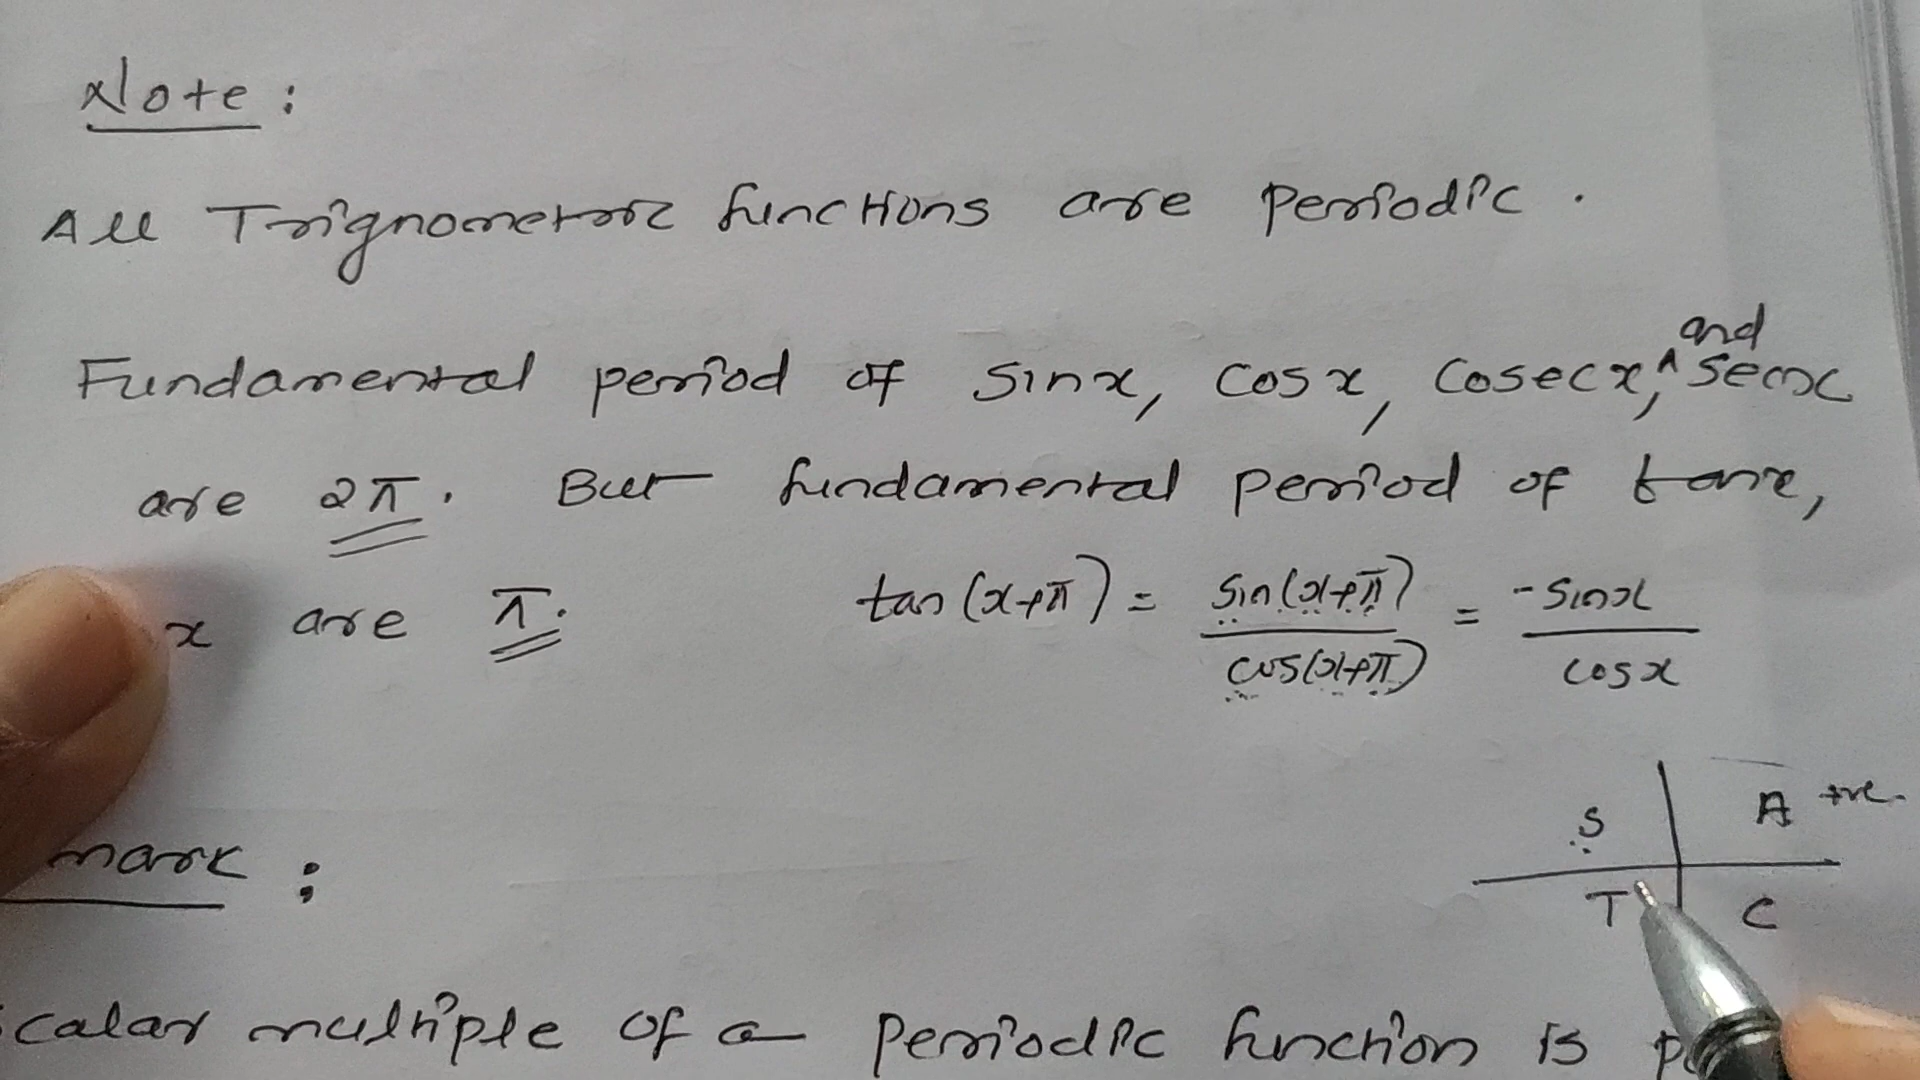 Note :
All Trignometric functions are Periodic .
and
Fundamental period of sinx, cosx, cosecx,^ secx
are 2π . But fundamental period of tanx,
x are π.
tan (x+π) = sin(x+π) / cos(x+π) = -sinx / cosx
S A +ve.
T C
mark :
calar multiple of a periodic function is